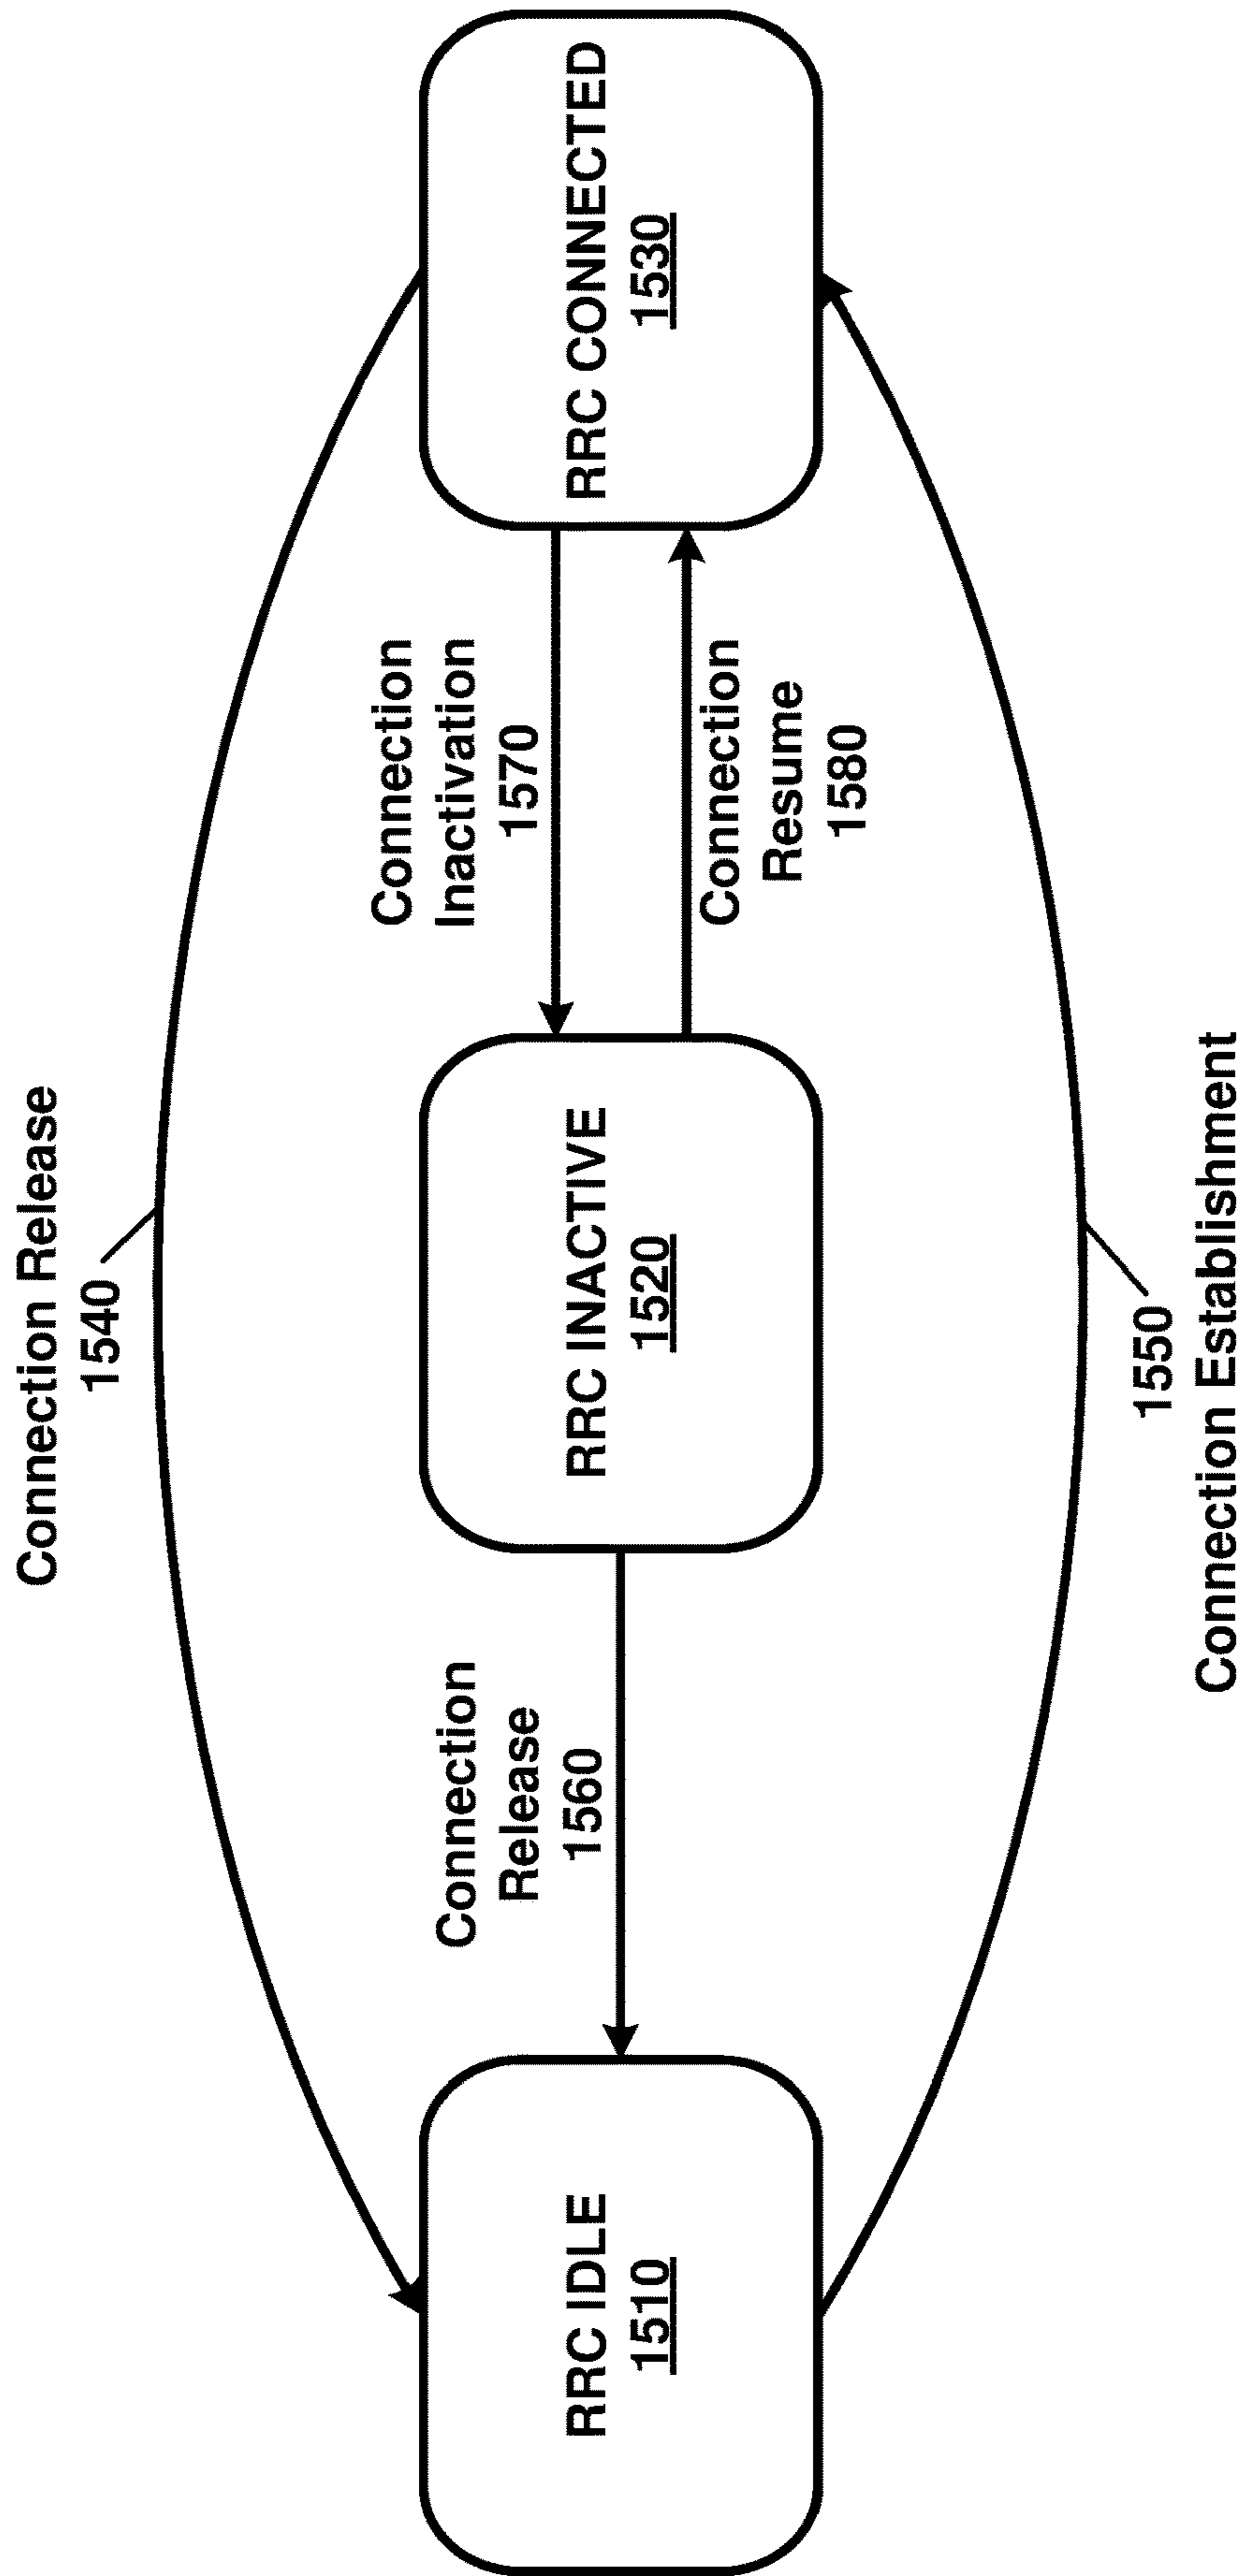 Connection Release
1540
RRC IDLE
1510
Connection
Release
1560
RRC INACTIVE
1520
Connection
Inactivation
1570
Connection
Resume
1580
RRC CONNECTED
1530
1550
Connection Establishment